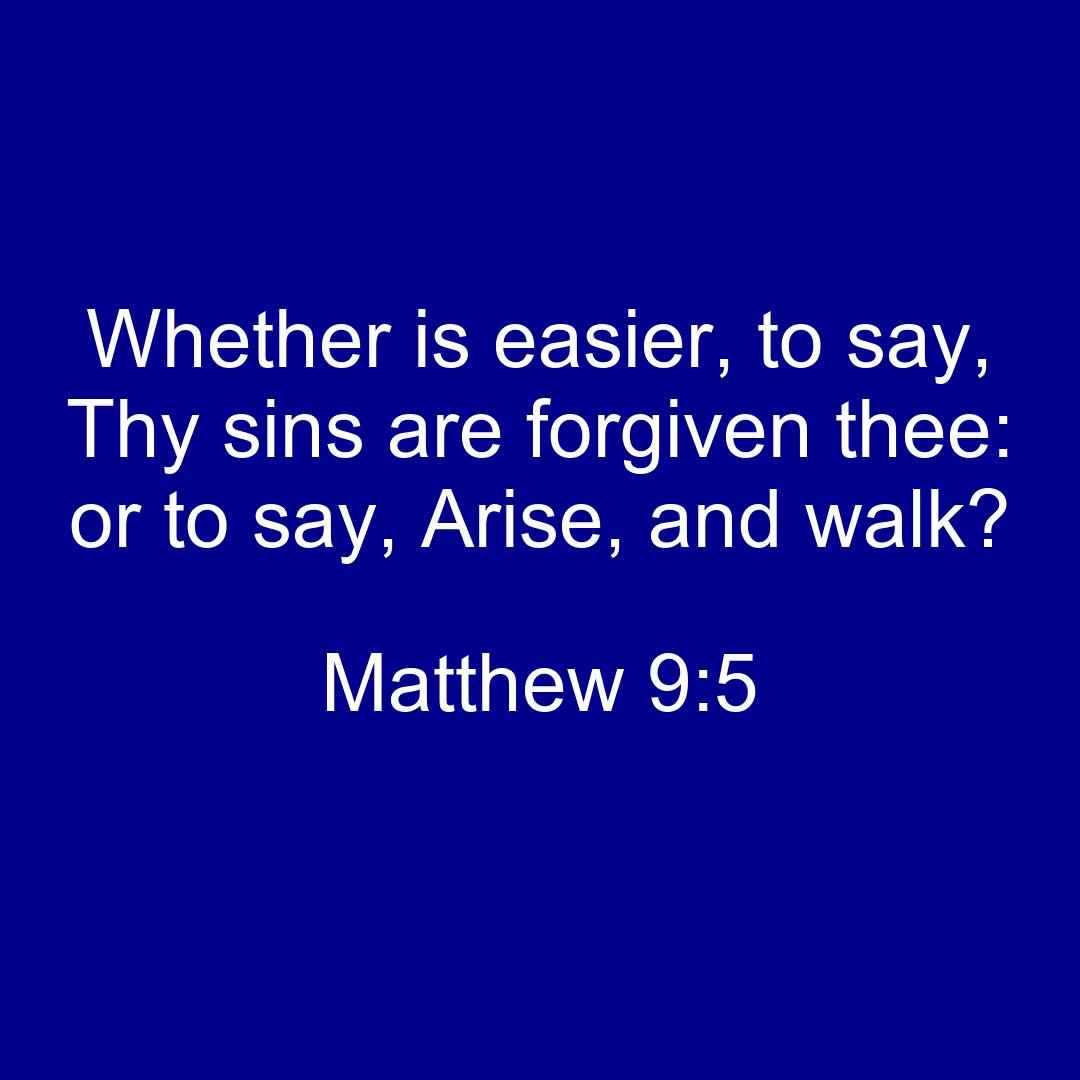 Whether is easier, to say,
Thy sins are forgiven thee:
or to say, Arise, and walk?
Matthew 9:5